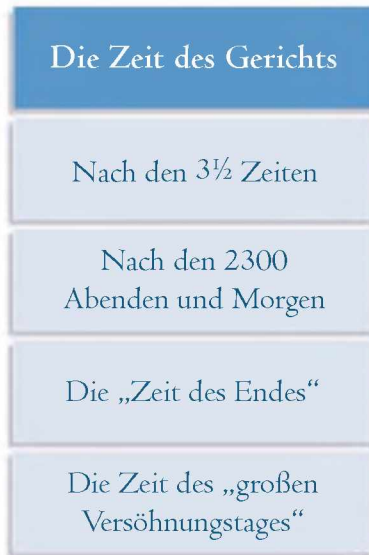 Die Zeit des Gerichts
Nach den 3½ Zeiten
Nach den 2300
Abenden und Morgen
Die „Zeit des Endes“
Die Zeit des „großen
Versöhnungstages“